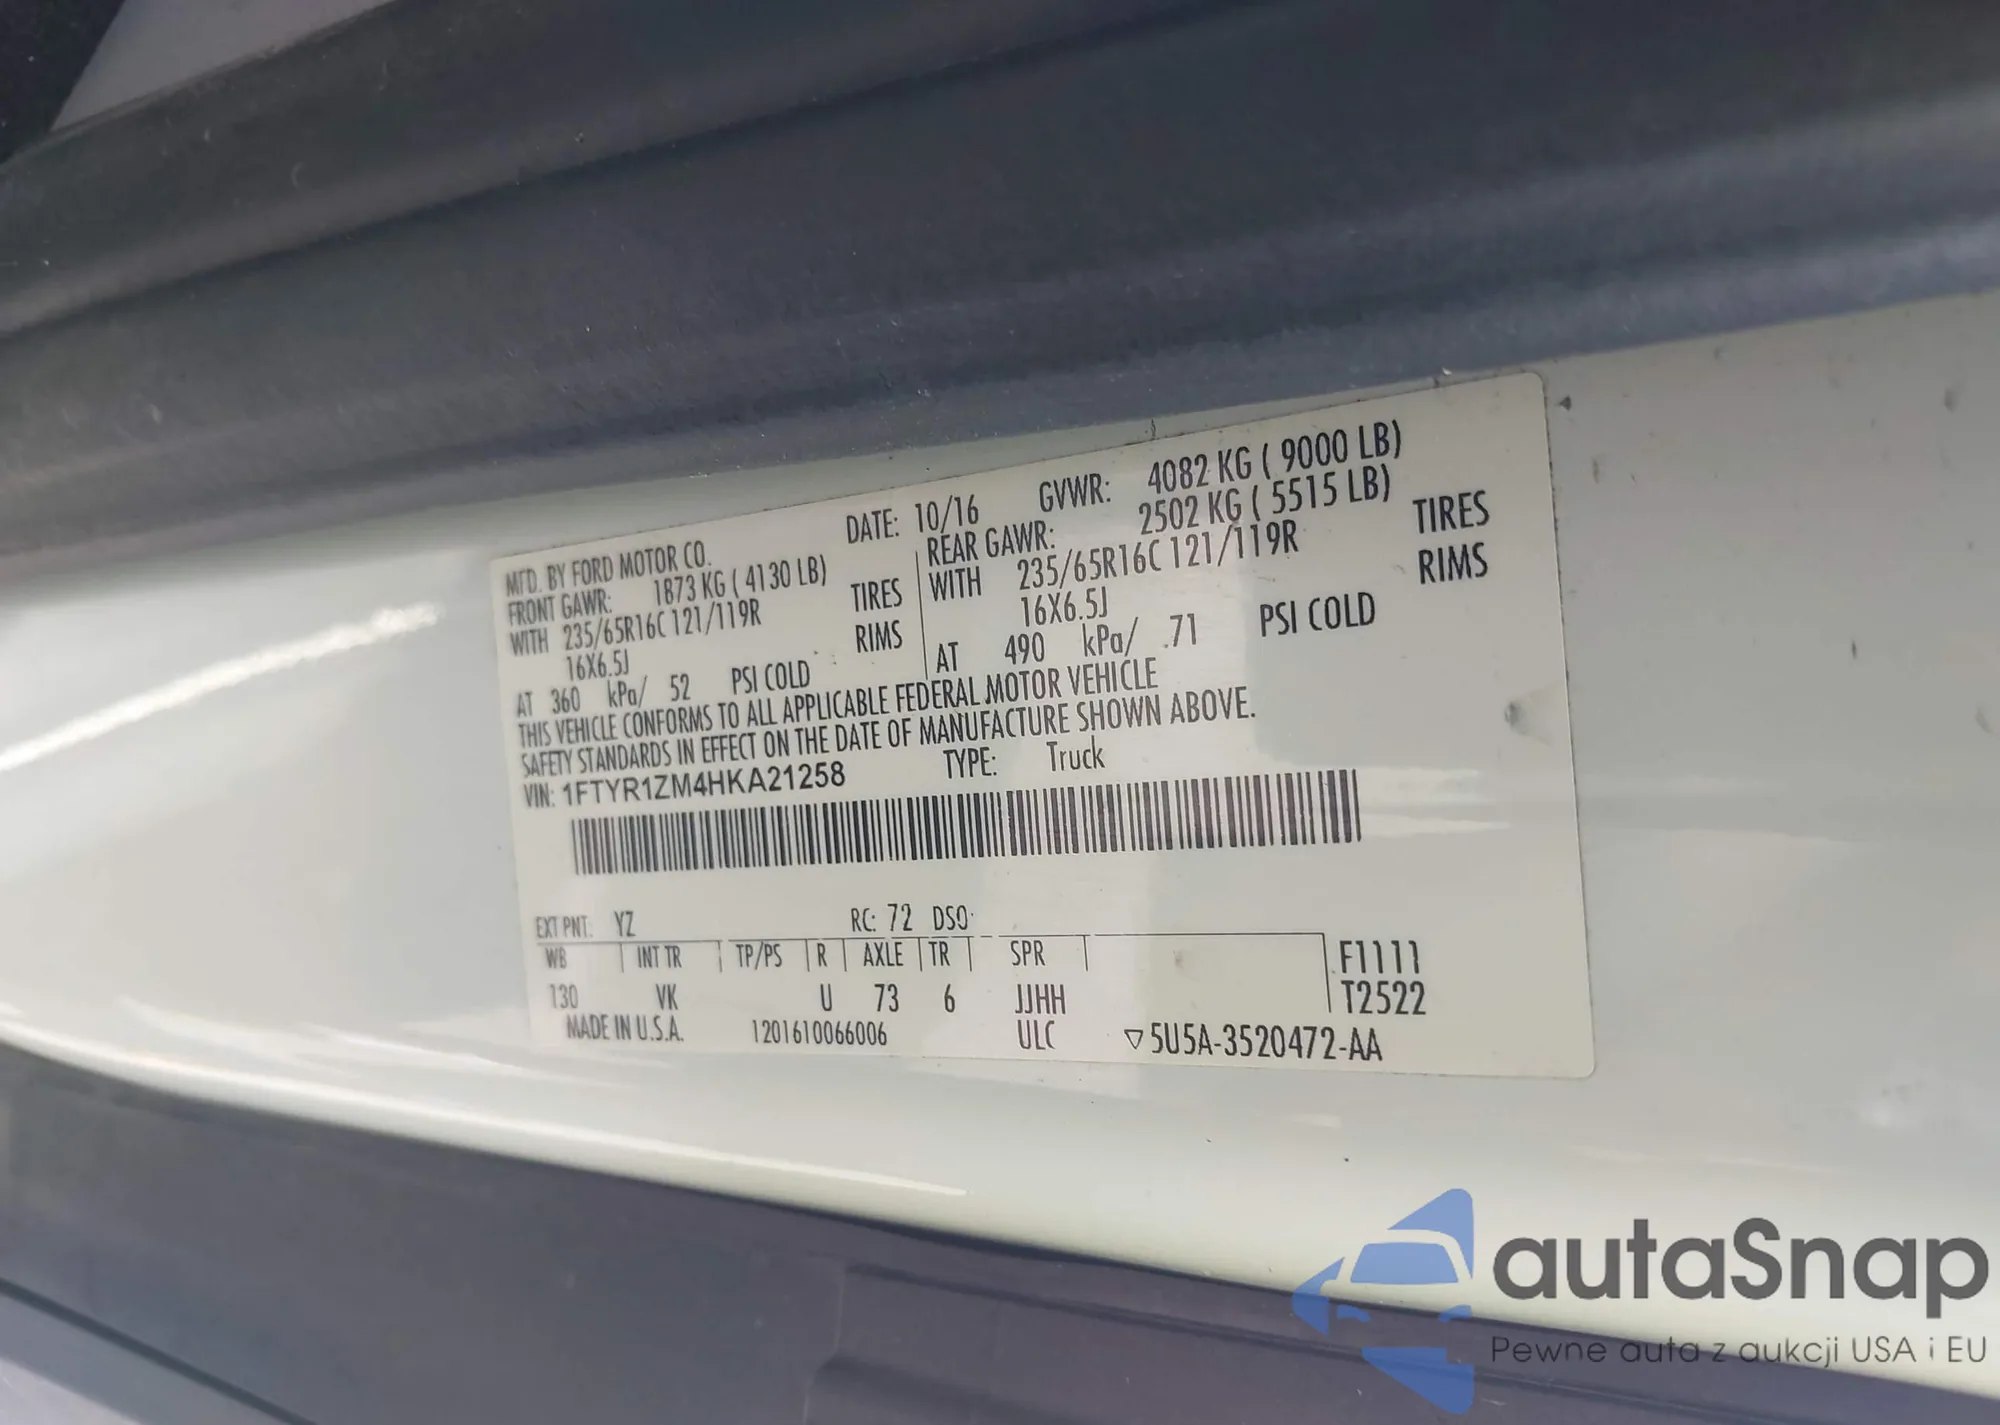 MFD. BY FORD MOTOR CO. DATE: 10/16 GVWR: 4082 KG ( 9000 LB)
FRONT GAWR: 1873 KG ( 4130 LB) REAR GAWR: 2502 KG ( 5515 LB)
WITH 235/65R16C 121/119R TIRES WITH 235/65R16C 121/119R TIRES
16X6.5J RIMS 16X6.5J RIMS
AT 360 kPa/ 52 PSI COLD AT 490 kPa/ 71 PSI COLD
THIS VEHICLE CONFORMS TO ALL APPLICABLE FEDERAL MOTOR VEHICLE
SAFETY STANDARDS IN EFFECT ON THE DATE OF MANUFACTURE SHOWN ABOVE.
VIN: 1FTYR1ZM4HKA21258 TYPE: Truck
EXT PNT: YZ RC: 72 DSO:
WB INT TR TP/PS R AXLE TR SPR F1111
130 VK U 73 6 JJHH T2522
MADE IN U.S.A. 1201610066006 ULC ▽5U5A-3520472-AA
autaSnap
Pewne auta z aukcji USA i EU